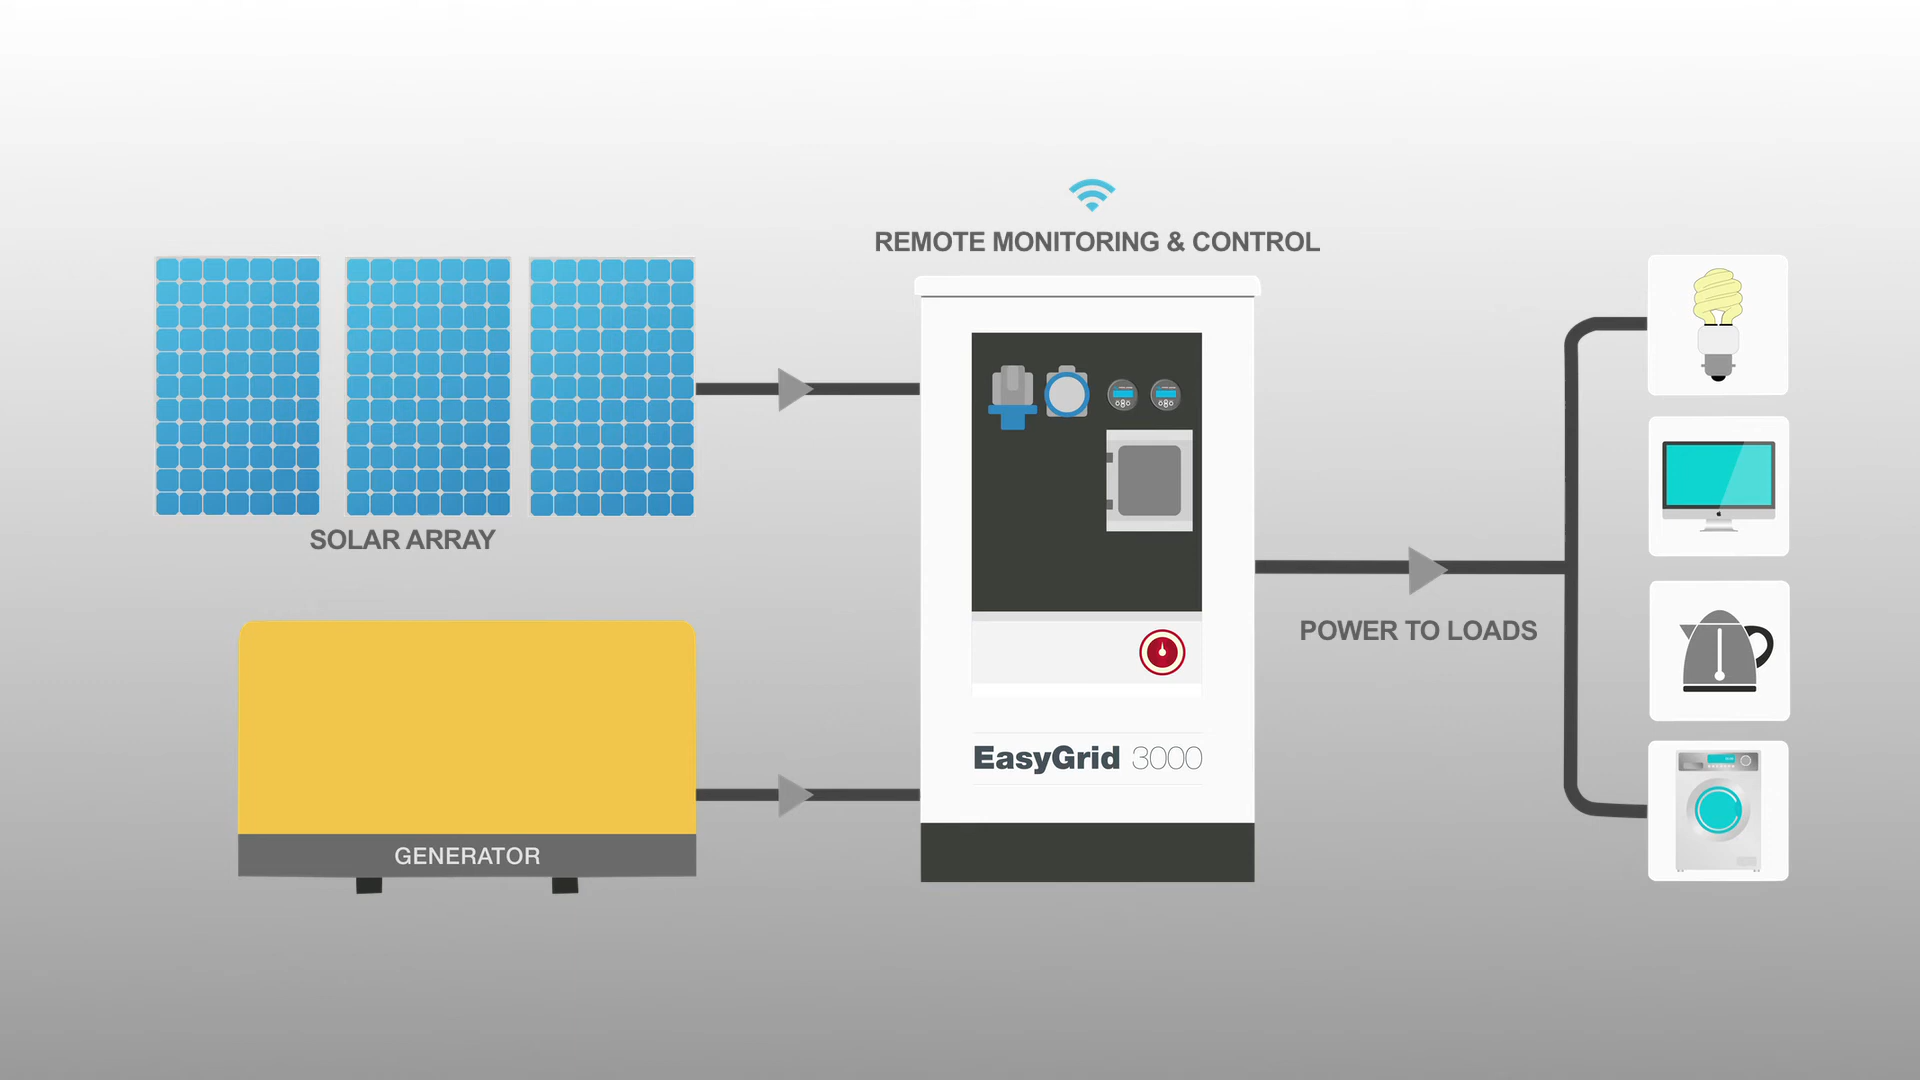 REMOTE MONITORING & CONTROL
SOLAR ARRAY
POWER TO LOADS
EasyGrid 3000
GENERATOR